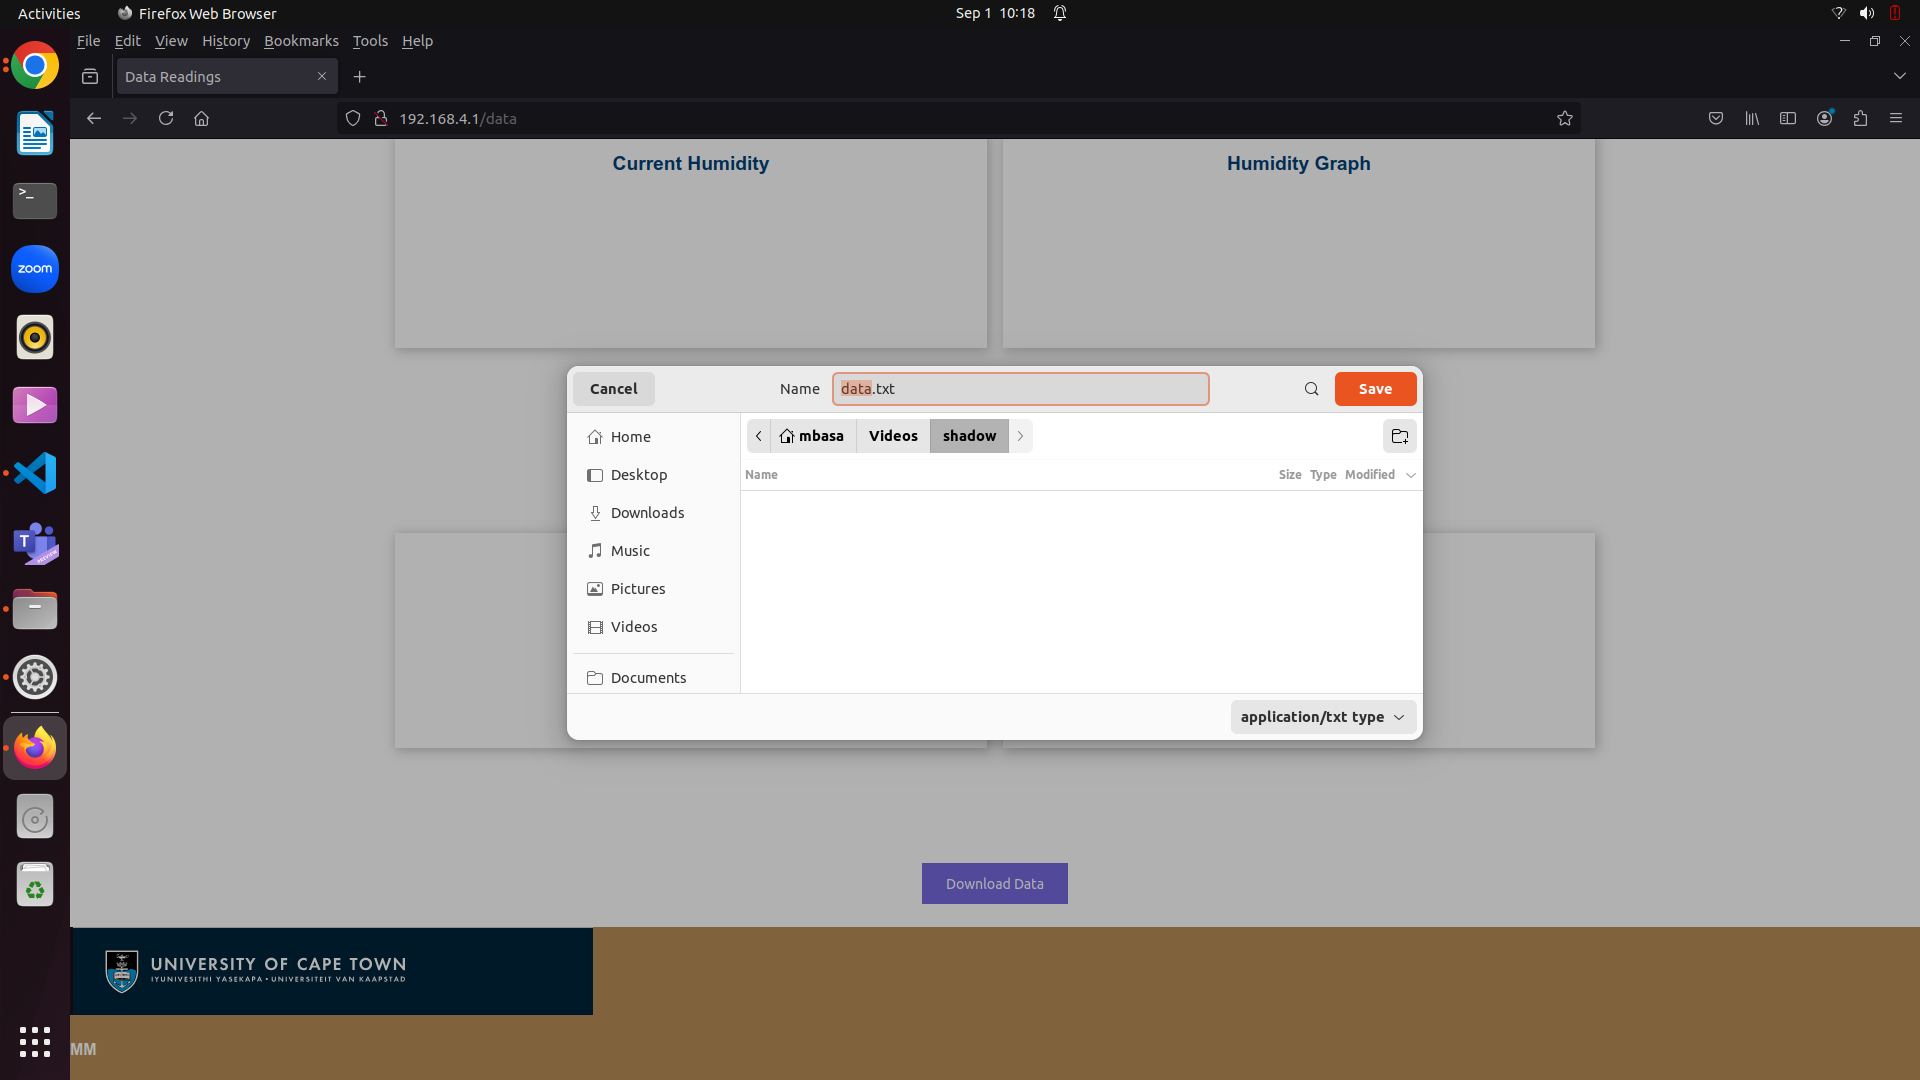 Activities
Firefox Web Browser
Sep 1 10:18
File Edit View History Bookmarks Tools Help
Data Readings
192.168.4.1/data
Current Humidity
Humidity Graph
>_
zoom
T
PREVIEW
Cancel
Name
data.txt
Save
Home
Desktop
Downloads
Music
Pictures
Videos
Documents
mbasa
Videos
shadow
Name
Size
Type
Modified
application/txt type
Download Data
UNIVERSITY OF CAPE TOWN
IYUNIVESITHI YASEKAPA • UNIVERSITEIT VAN KAAPSTAD
MM